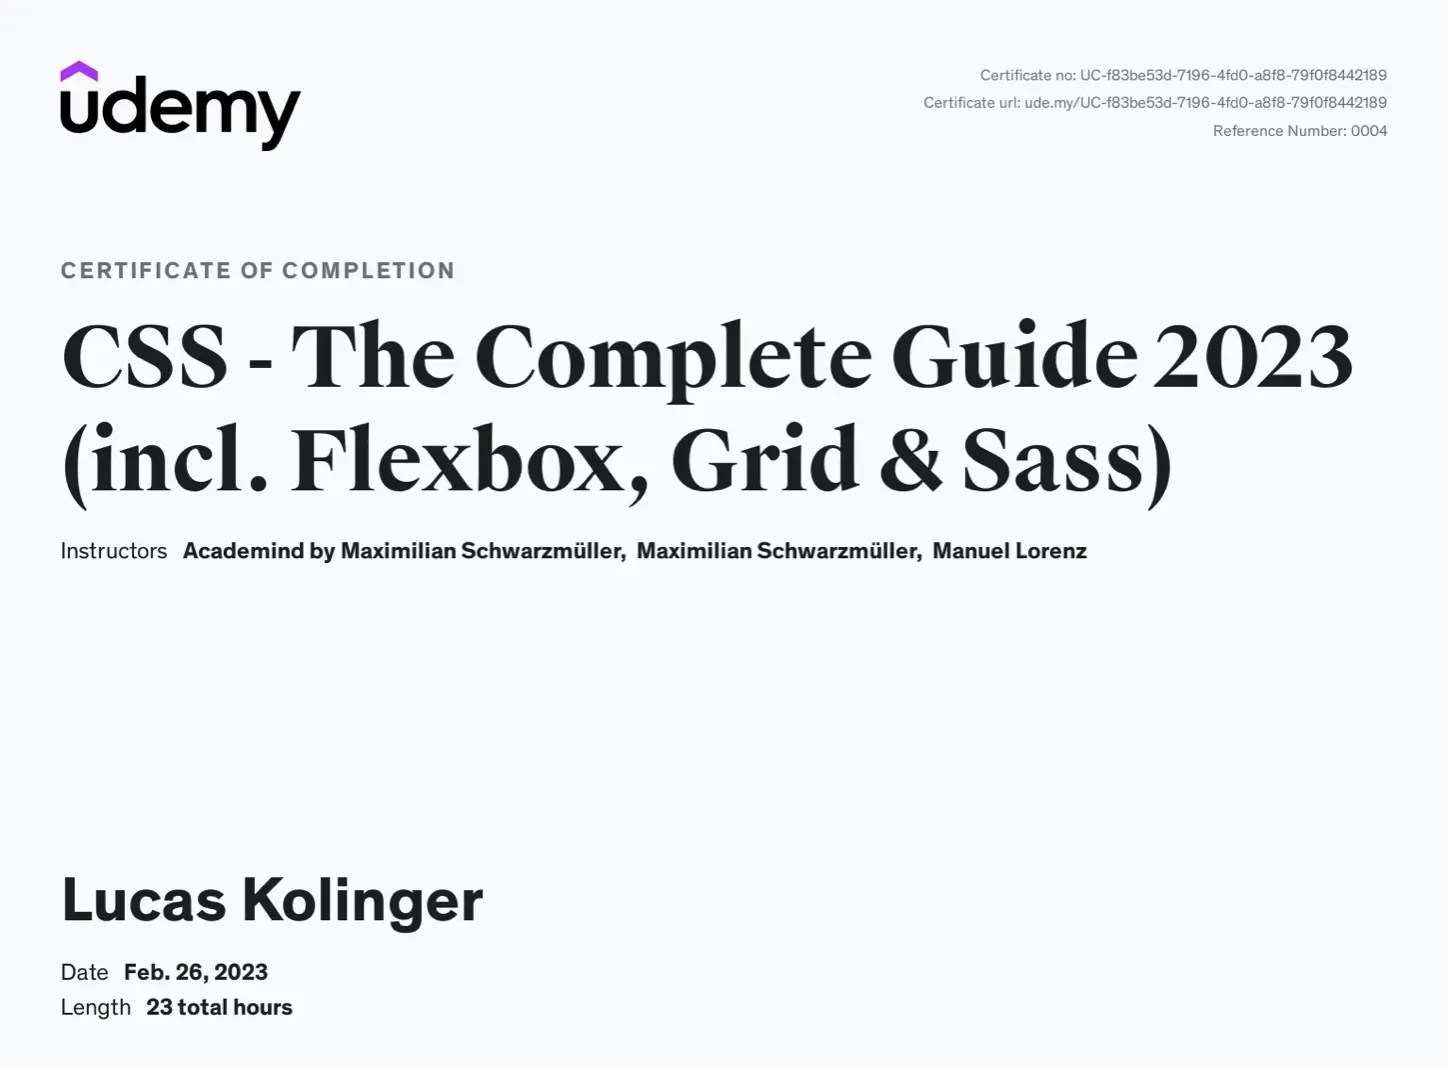 udemy
Certificate no: UC-f83be53d-7196-4fd0-a8f8-79f0f8442189
Certificate url: ude.my/UC-f83be53d-7196-4fd0-a8f8-79f0f8442189
Reference Number: 0004
CERTIFICATE OF COMPLETION
CSS - The Complete Guide 2023
(incl. Flexbox, Grid & Sass)
Instructors Academind by Maximilian Schwarzmüller, Maximilian Schwarzmüller, Manuel Lorenz
Lucas Kolinger
Date Feb. 26, 2023
Length 23 total hours